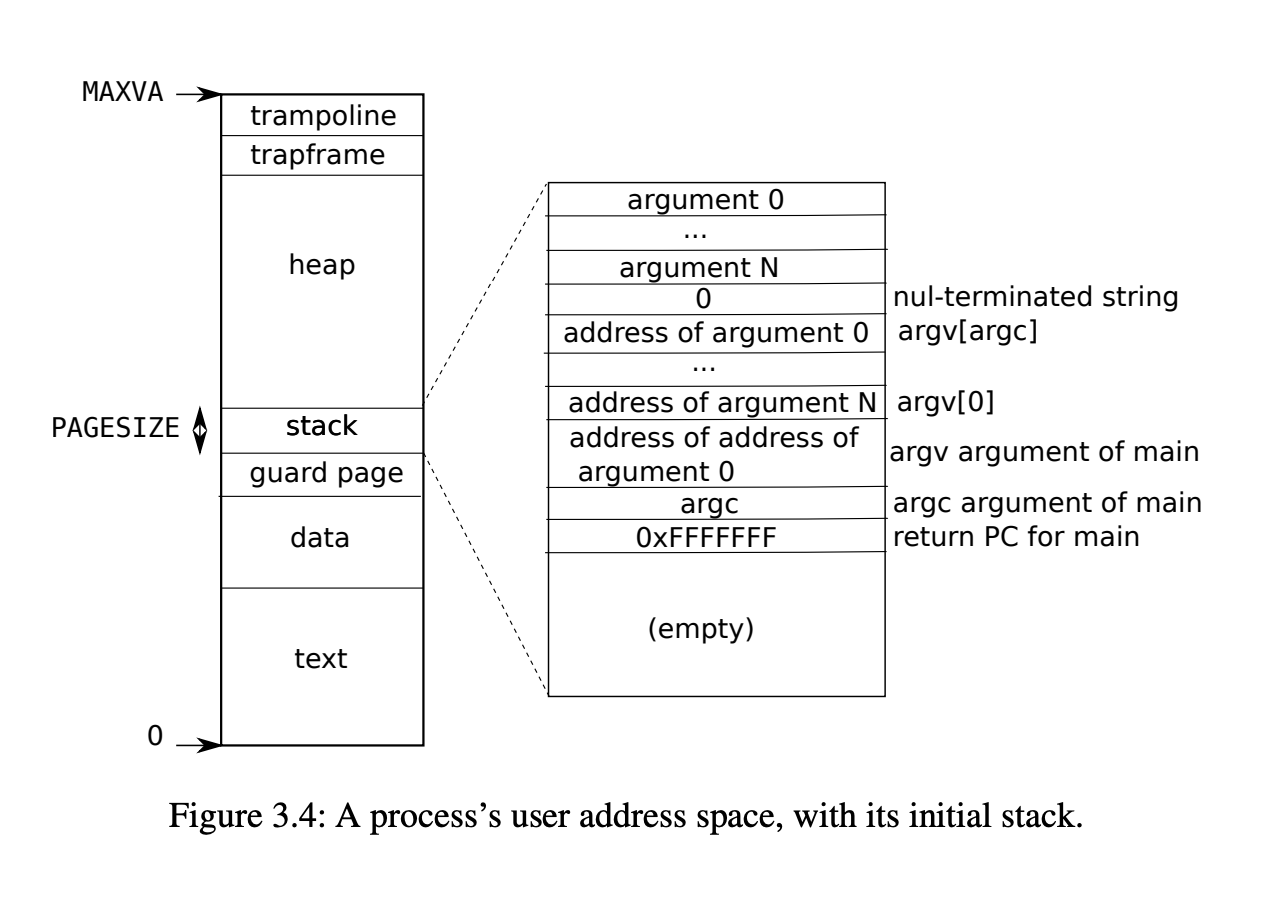 MAXVA
trampoline
trapframe
heap
PAGESIZE
stack
guard page
data
text
0
argument 0
...
argument N
0 nul-terminated string
address of argument 0 argv[argc]
...
address of argument N argv[0]
address of address of
argument 0
argv argument of main
argc argc argument of main
0xFFFFFFF return PC for main
(empty)
Figure 3.4: A process’s user address space, with its initial stack.